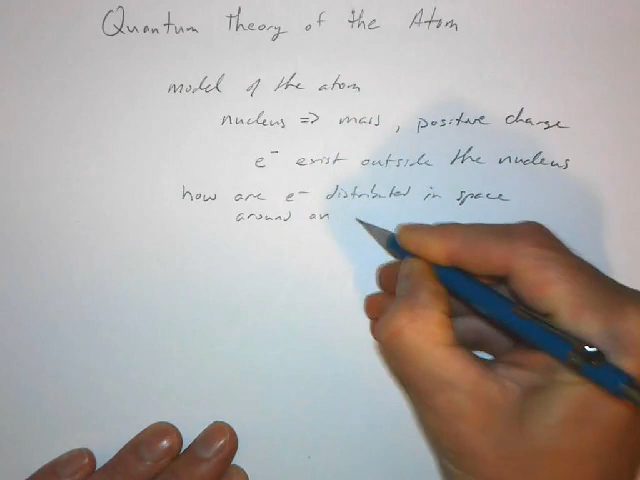 Quantum Theory of the Atom
model of the atom
nucleus => mass, positive charge
e⁻ exist outside the nucleus
how are e⁻ distributed in space
around an